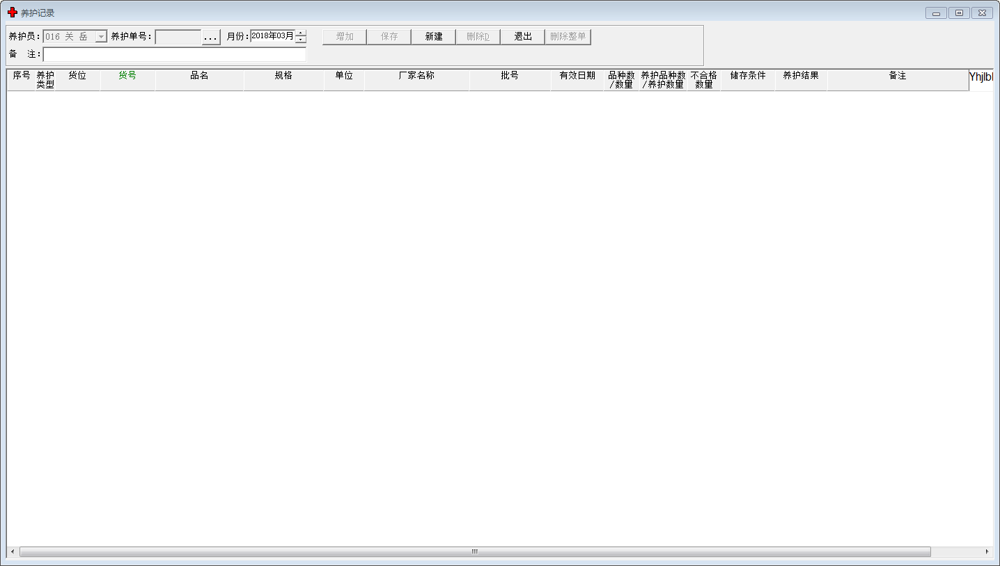 养护记录
养护员: 016 关 岳 养护单号: ... 月份: 2018年03月 增加 保存 新建 删除D 退出 删除整单
备 注:
序号 养护类型 货位 货号 品名 规格 单位 厂家名称 批号 有效日期 品种数/数量 养护品种数/养护数量 不合格数量 储存条件 养护结果 备注